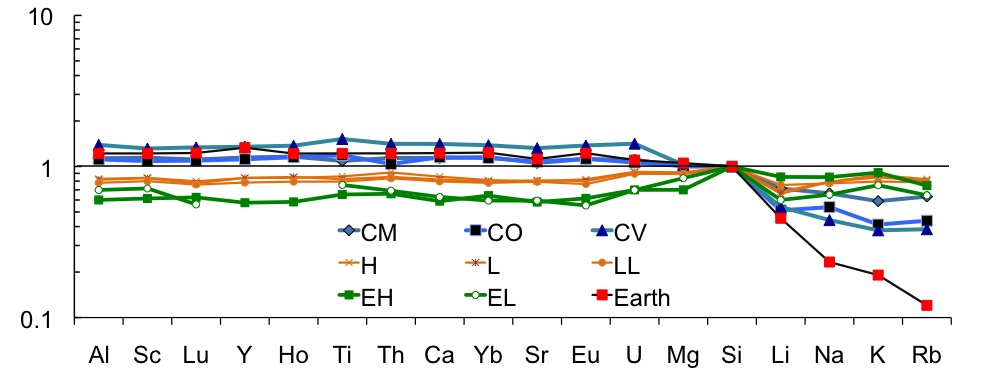 10
1
0.1
CM CO CV
H L LL
EH EL Earth
Al Sc Lu Y Ho Ti Th Ca Yb Sr Eu U Mg Si Li Na K Rb